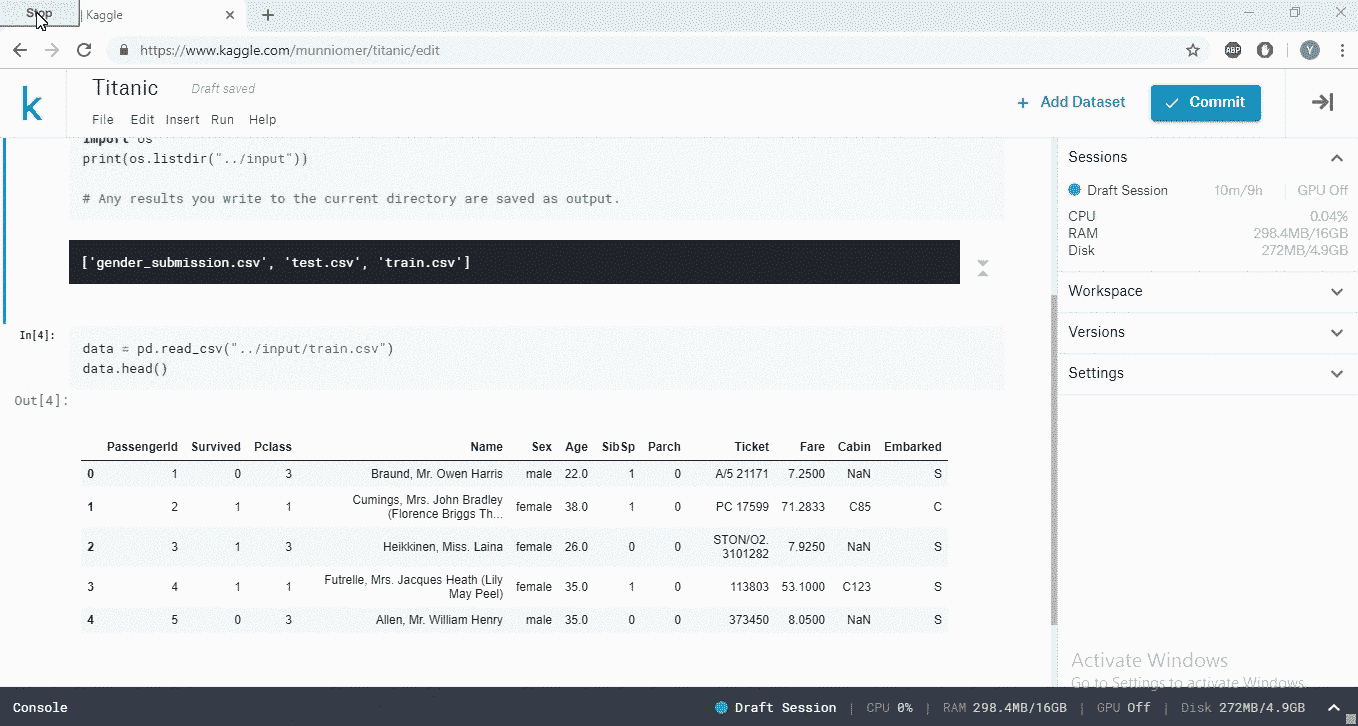 Stop
| Kaggle
https://www.kaggle.com/munniomer/titanic/edit
ABP
Y
k
Titanic
Draft saved
File Edit Insert Run Help
+ Add Dataset
Commit
import os
print(os.listdir("../input"))
# Any results you write to the current directory are saved as output.
['gender_submission.csv', 'test.csv', 'train.csv']
In[4]:
data = pd.read_csv("../input/train.csv")
data.head()
Out[4]:
PassengerId Survived Pclass Name Sex Age SibSp Parch Ticket Fare Cabin Embarked
0 1 0 3 Braund, Mr. Owen Harris male 22.0 1 0 A/5 21171 7.2500 NaN S
1 2 1 1 Cumings, Mrs. John Bradley (Florence Briggs Th... female 38.0 1 0 PC 17599 71.2833 C85 C
2 3 1 3 Heikkinen, Miss. Laina female 26.0 0 0 STON/O2. 3101282 7.9250 NaN S
3 4 1 1 Futrelle, Mrs. Jacques Heath (Lily May Peel) female 35.0 1 0 113803 53.1000 C123 S
4 5 0 3 Allen, Mr. William Henry male 35.0 0 0 373450 8.0500 NaN S
Sessions
Draft Session 10m/9h GPU Off
CPU 0.04%
RAM 298.4MB/16GB
Disk 272MB/4.9GB
Workspace
Versions
Settings
Activate Windows
Go to Settings to activate Windows.
Console
Draft Session | CPU 0% | RAM 298.4MB/16GB | GPU Off | Disk 272MB/4.9GB